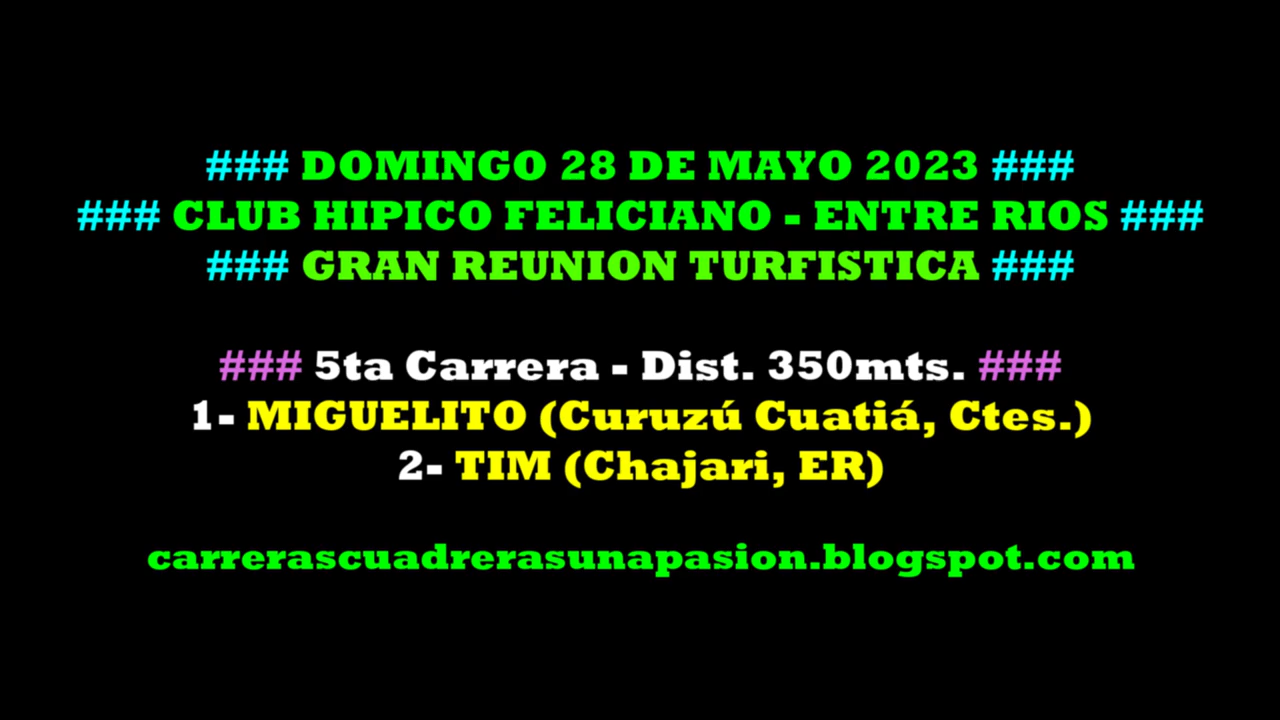 ### DOMINGO 28 DE MAYO 2023 ###
### CLUB HIPICO FELICIANO - ENTRE RIOS ###
### GRAN REUNION TURFISTICA ###
### 5ta Carrera - Dist. 350mts. ###
1- MIGUELITO (Curuzú Cuatiá, Ctes.)
2- TIM (Chajari, ER)
carrerascuadrerasunapasion.blogspot.com